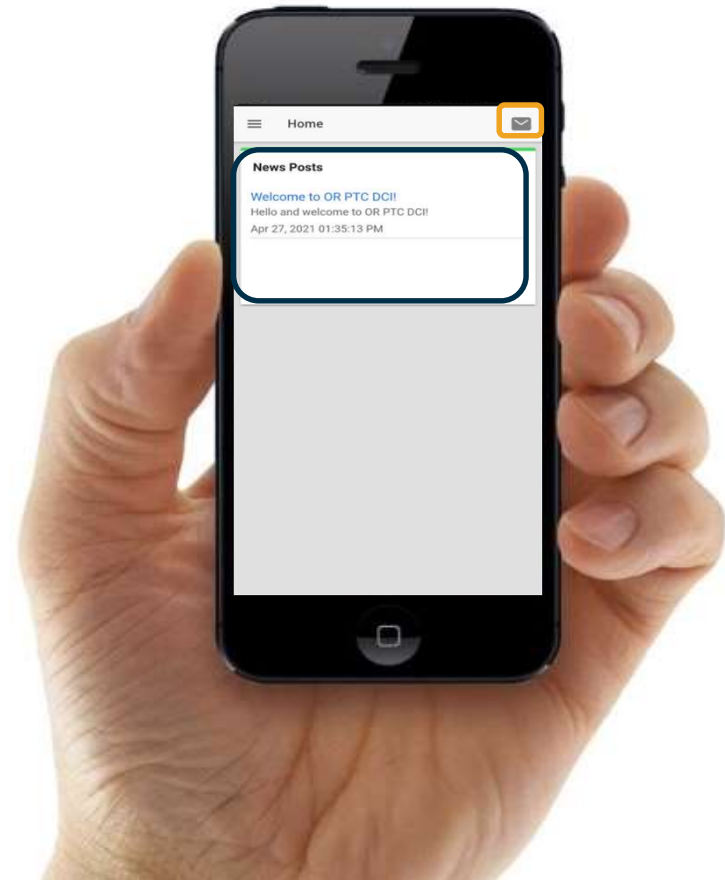 Home
News Posts
Welcome to OR PTC DCI!
Hello and welcome to OR PTC DCI!
Apr 27, 2021 01:35:13 PM